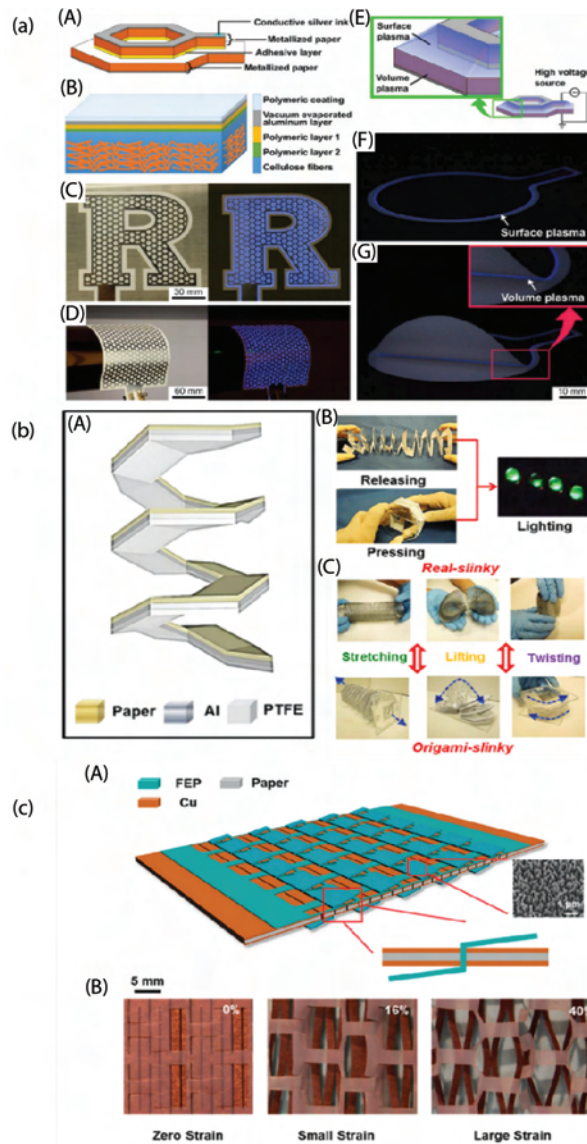 (a)
(A)
Conductive silver ink
Metallized paper
Adhesive layer
Metallized paper
(B)
Polymeric coating
Vacuum evaporated
aluminum layer
Polymeric layer 1
Polymeric layer 2
Cellulose fibers
(C)
30 mm
(D)
60 mm
(E)
Surface
plasma
Volume
plasma
High voltage
source
(F)
Surface plasma
(G)
Volume plasma
10 mm
(b)
(A)
Paper
Al
PTFE
(B)
Releasing
Pressing
Lighting
(C)
Real-slinky
Stretching
Lifting
Twisting
Origami-slinky
(c)
(A)
FEP
Paper
Cu
1 μm
(B)
5 mm
0%
16%
40%
Zero Strain
Small Strain
Large Strain